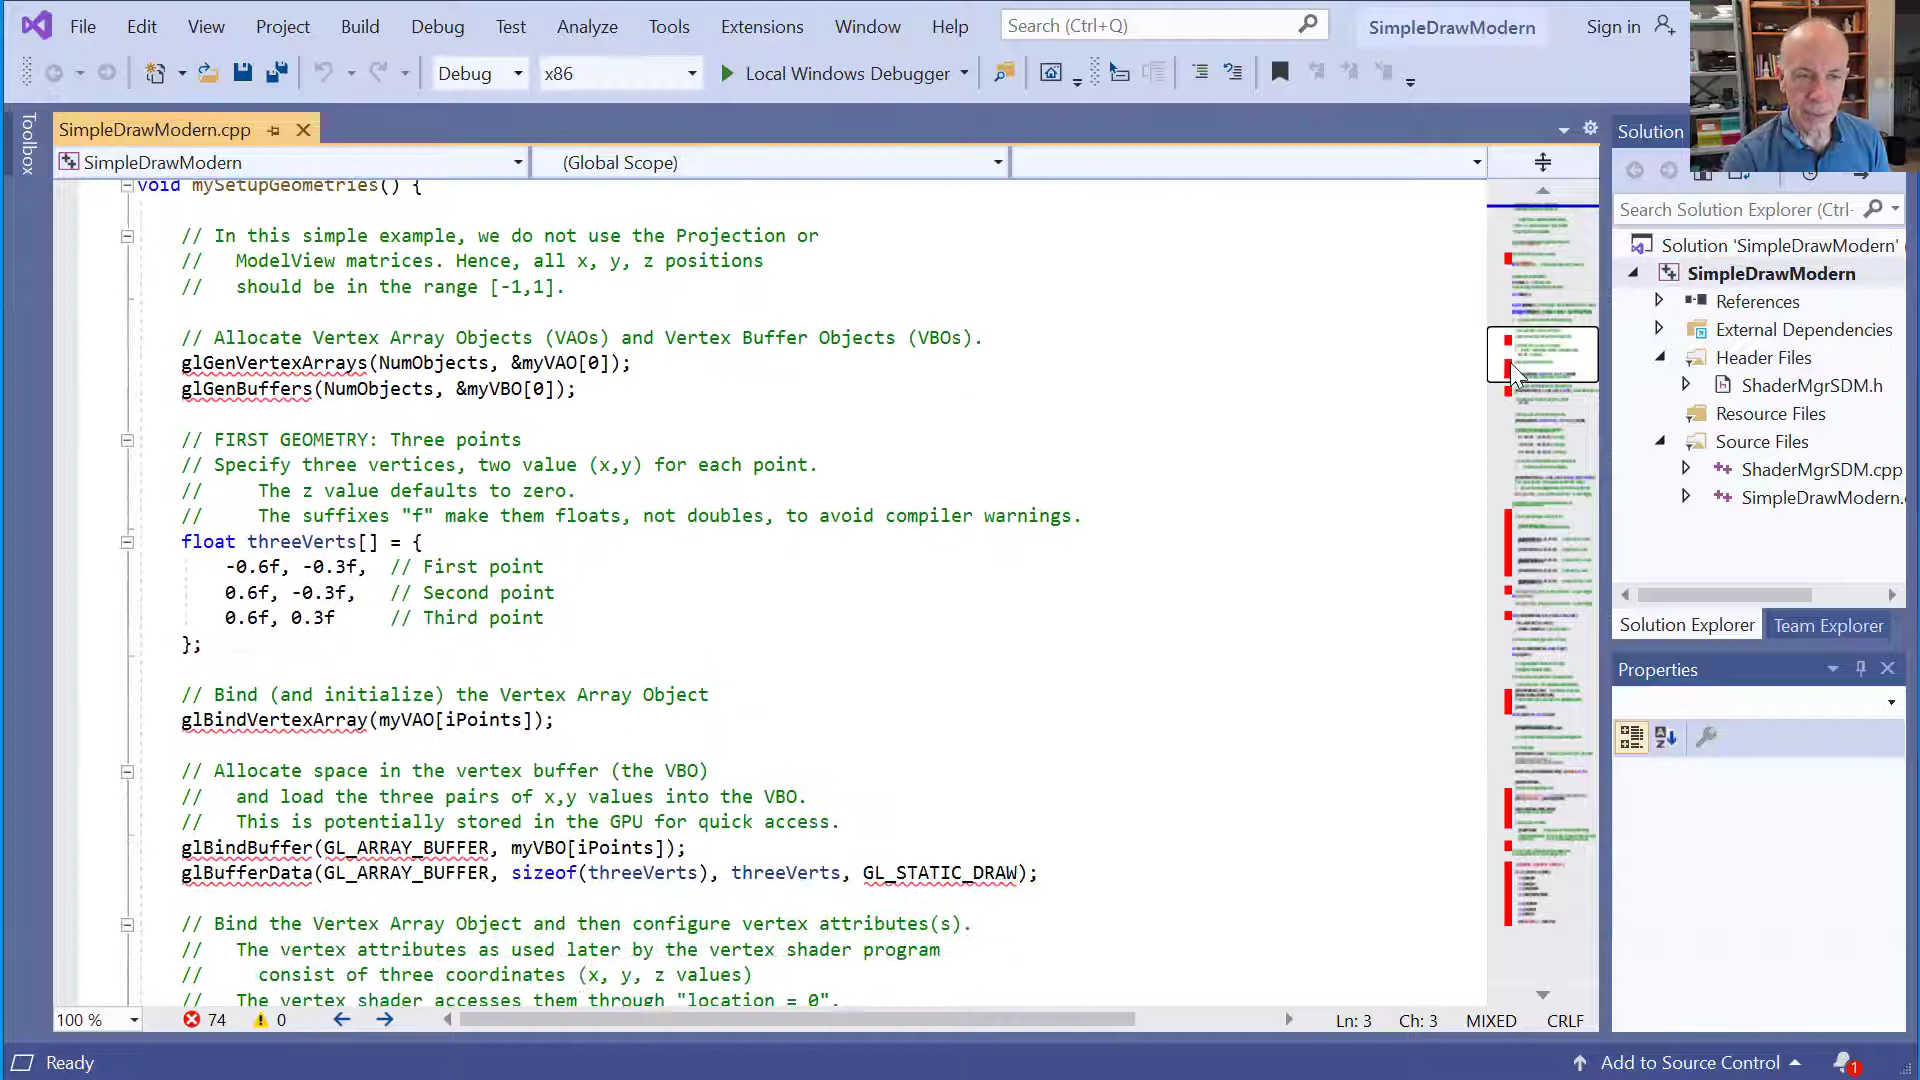 File Edit View Project Build Debug Test Analyze Tools Extensions Window Help Search (Ctrl+Q) SimpleDrawModern Sign in
Debug x86 Local Windows Debugger
Toolbox
SimpleDrawModern.cpp
SimpleDrawModern (Global Scope)
void mySetupGeometries() {
// In this simple example, we do not use the Projection or
// ModelView matrices. Hence, all x, y, z positions
// should be in the range [-1,1].
// Allocate Vertex Array Objects (VAOs) and Vertex Buffer Objects (VBOs).
glGenVertexArrays(NumObjects, &myVAO[0]);
glGenBuffers(NumObjects, &myVBO[0]);
// FIRST GEOMETRY: Three points
// Specify three vertices, two value (x,y) for each point.
// The z value defaults to zero.
// The suffixes "f" make them floats, not doubles, to avoid compiler warnings.
float threeVerts[] = {
-0.6f, -0.3f, // First point
0.6f, -0.3f, // Second point
0.6f, 0.3f // Third point
};
// Bind (and initialize) the Vertex Array Object
glBindVertexArray(myVAO[iPoints]);
// Allocate space in the vertex buffer (the VBO)
// and load the three pairs of x,y values into the VBO.
// This is potentially stored in the GPU for quick access.
glBindBuffer(GL_ARRAY_BUFFER, myVBO[iPoints]);
glBufferData(GL_ARRAY_BUFFER, sizeof(threeVerts), threeVerts, GL_STATIC_DRAW);
// Bind the Vertex Array Object and then configure vertex attributes(s).
// The vertex attributes as used later by the vertex shader program
// consist of three coordinates (x, y, z values)
// The vertex shader accesses them through "location = 0".
100 % 74 0 Ln: 3 Ch: 3 MIXED CRLF
Solution
Search Solution Explorer (Ctrl-
Solution 'SimpleDrawModern' (
SimpleDrawModern
References
External Dependencies
Header Files
ShaderMgrSDM.h
Resource Files
Source Files
ShaderMgrSDM.cpp
SimpleDrawModern.
Solution Explorer Team Explorer
Properties
Ready Add to Source Control 1